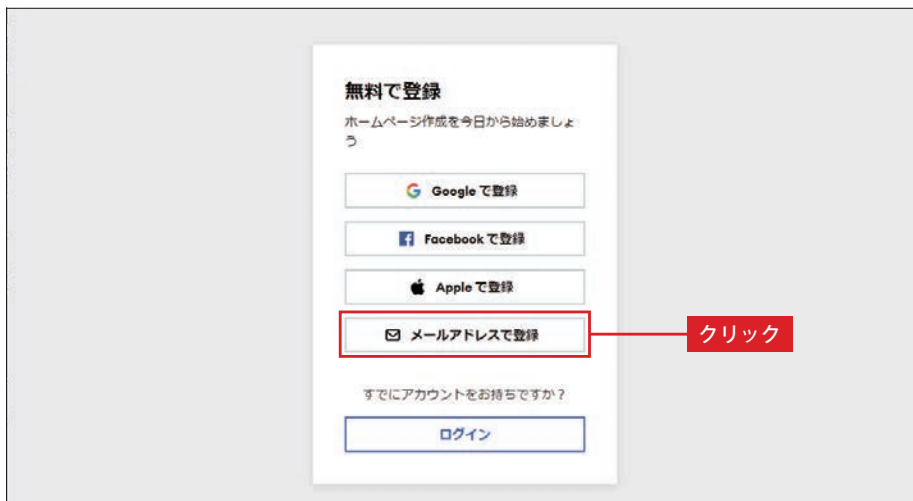 無料で登録
ホームページ作成を今日から始めましょ
う
Google で登録
Facebook で登録
Apple で登録
メールアドレスで登録
クリック
すでにアカウントをお持ちですか？
ログイン